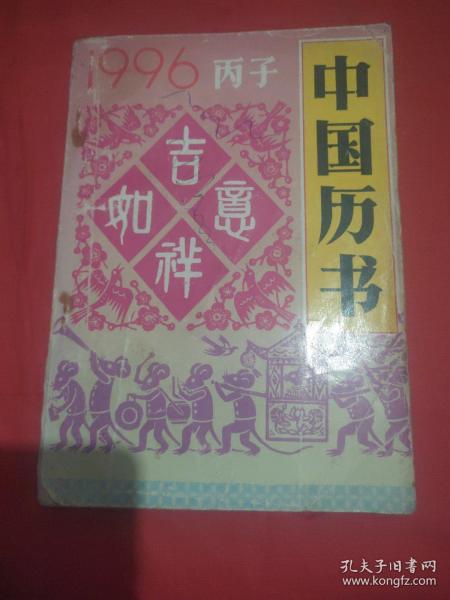 1996 丙子
中国历书
吉
如 意
祥
孔夫子旧书网
www.kongfz.com